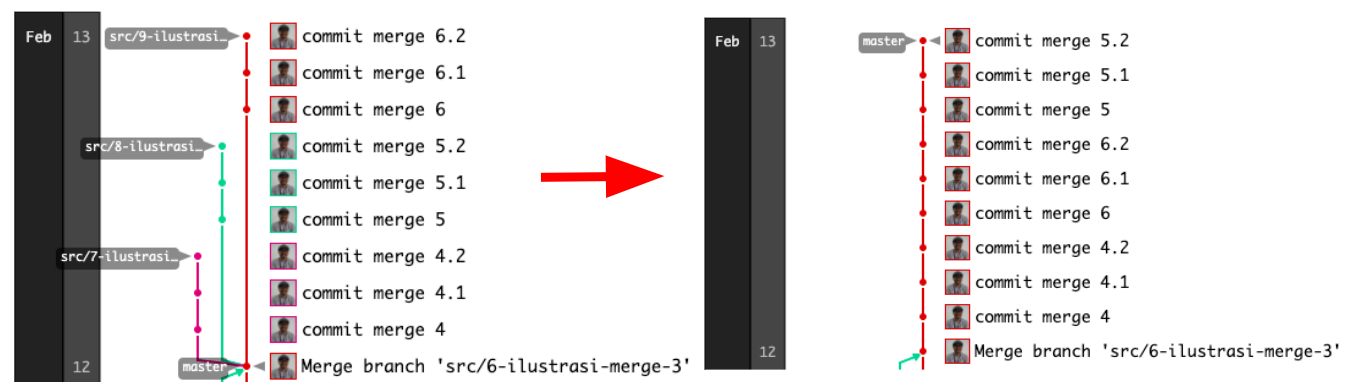 Feb 13 src/9-ilustrasi… commit merge 6.2
commit merge 6.1
commit merge 6
src/8-ilustrasi… commit merge 5.2
commit merge 5.1
commit merge 5
src/7-ilustrasi… commit merge 4.2
commit merge 4.1
commit merge 4
12 master Merge branch 'src/6-ilustrasi-merge-3'
Feb 13 master commit merge 5.2
commit merge 5.1
commit merge 5
commit merge 6.2
commit merge 6.1
commit merge 6
commit merge 4.2
commit merge 4.1
commit merge 4
12 Merge branch 'src/6-ilustrasi-merge-3'